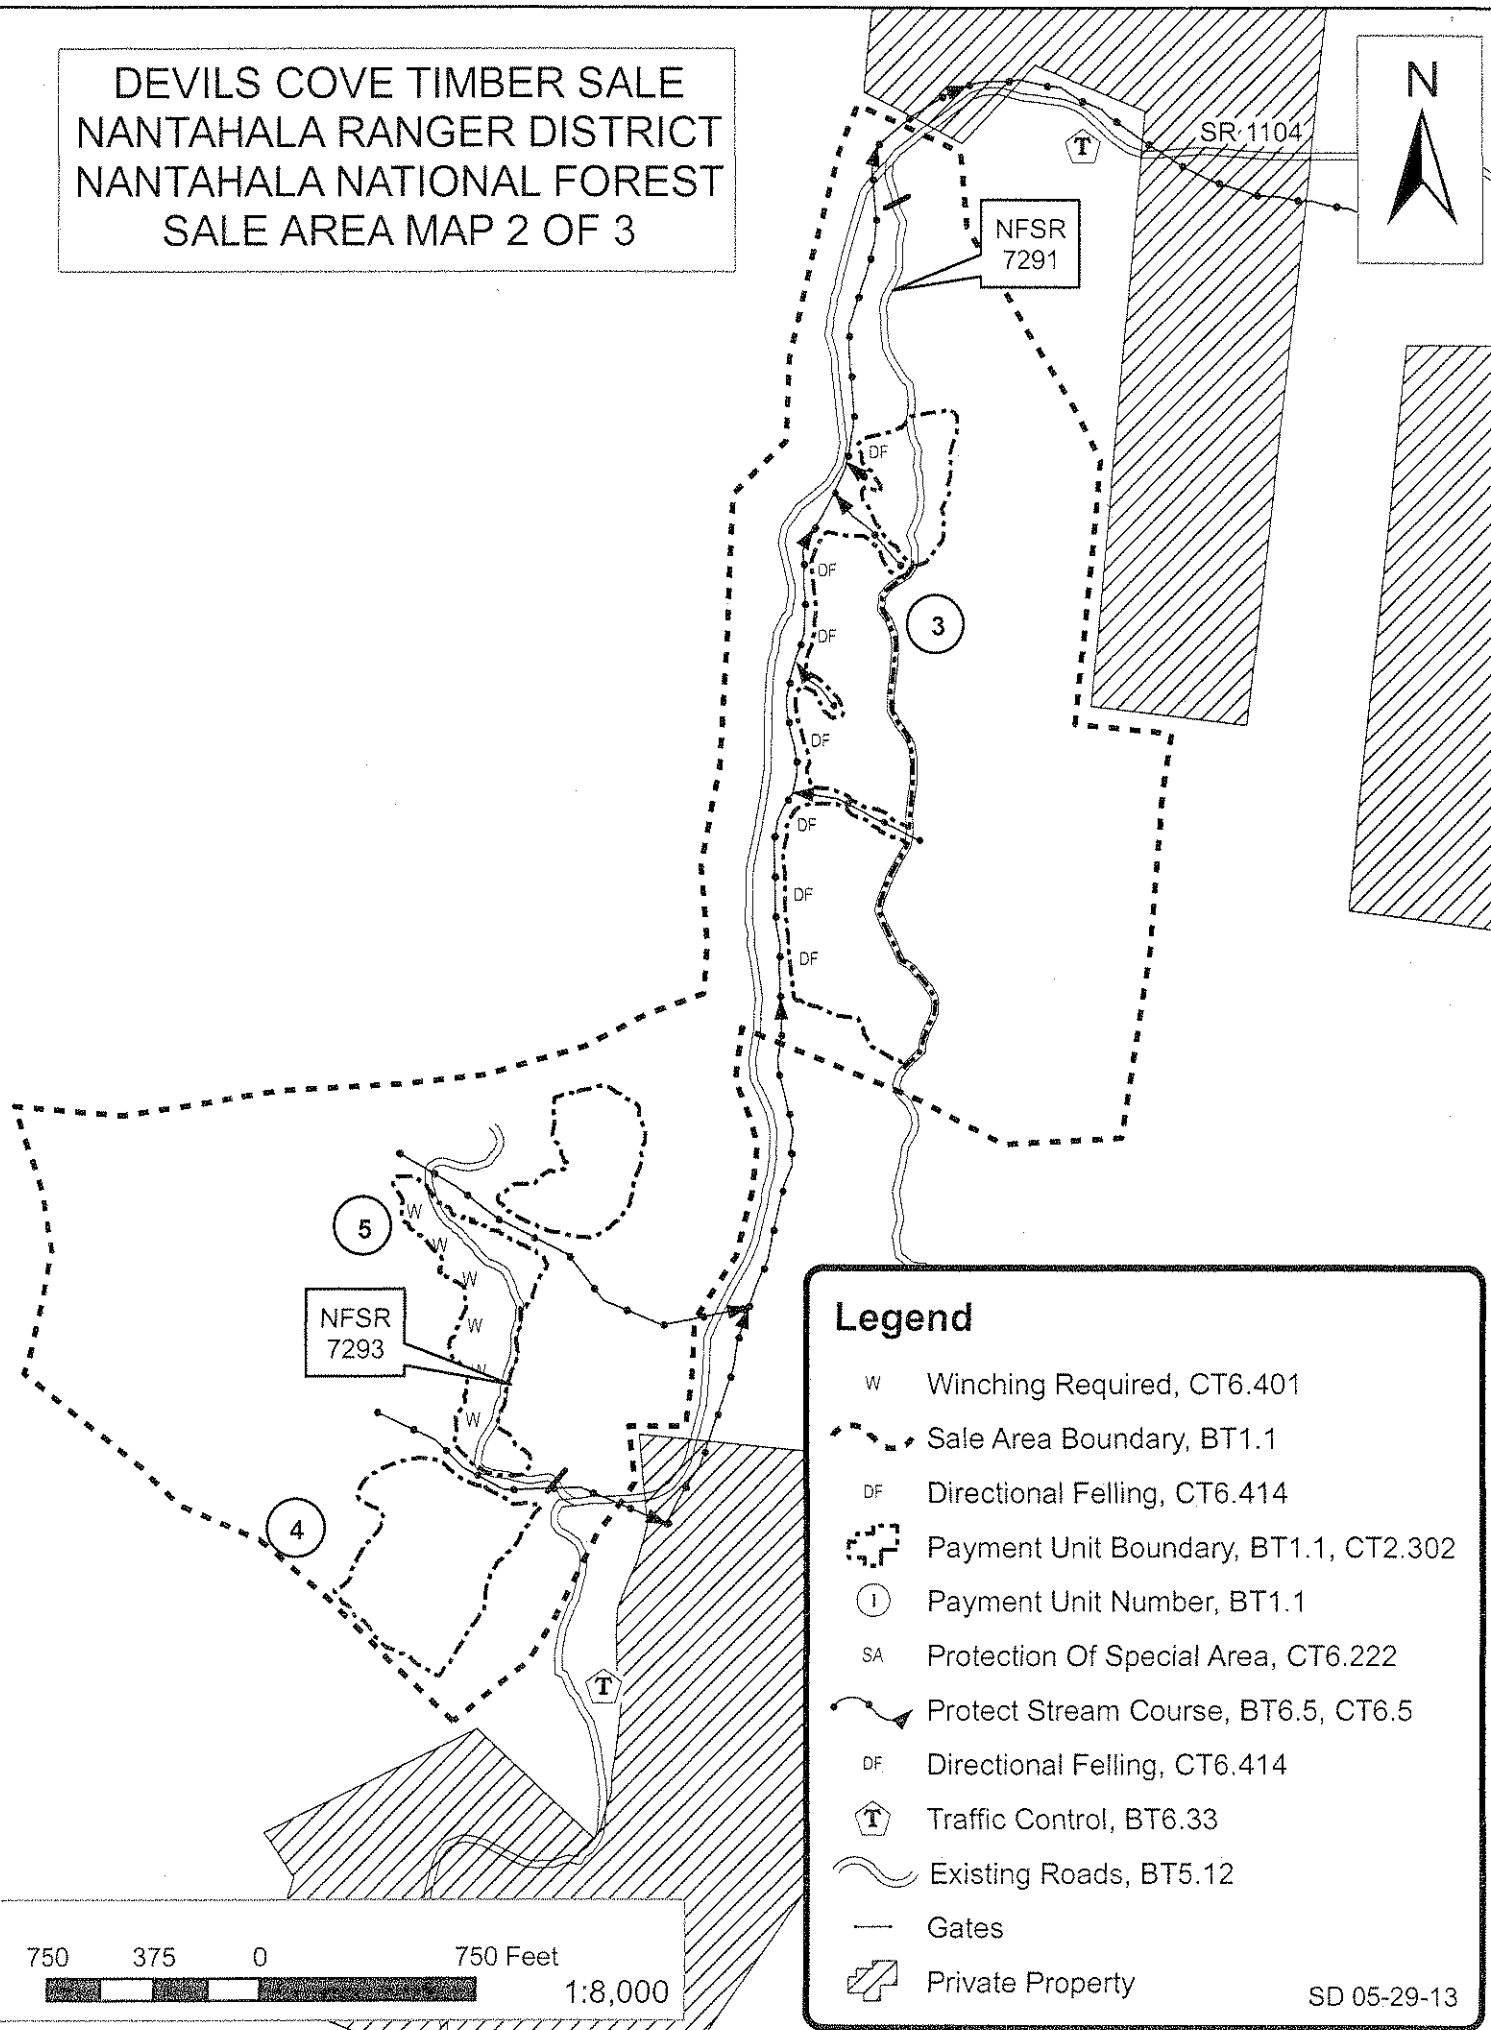 DEVILS COVE TIMBER SALE
NANTAHALA RANGER DISTRICT
NANTAHALA NATIONAL FOREST
SALE AREA MAP 2 OF 3
N
SR 1104
T
NFSR
7291
DF
DF
3
DF
DF
DF
DF
DF
5
W
W
W
W
W
W
NFSR
7293
4
T
Legend
W Winching Required, CT6.401
Sale Area Boundary, BT1.1
DF Directional Felling, CT6.414
Payment Unit Boundary, BT1.1, CT2.302
1 Payment Unit Number, BT1.1
SA Protection Of Special Area, CT6.222
Protect Stream Course, BT6.5, CT6.5
DF Directional Felling, CT6.414
T Traffic Control, BT6.33
Existing Roads, BT5.12
Gates
Private Property
SD 05-29-13
750 375 0 750 Feet
1:8,000